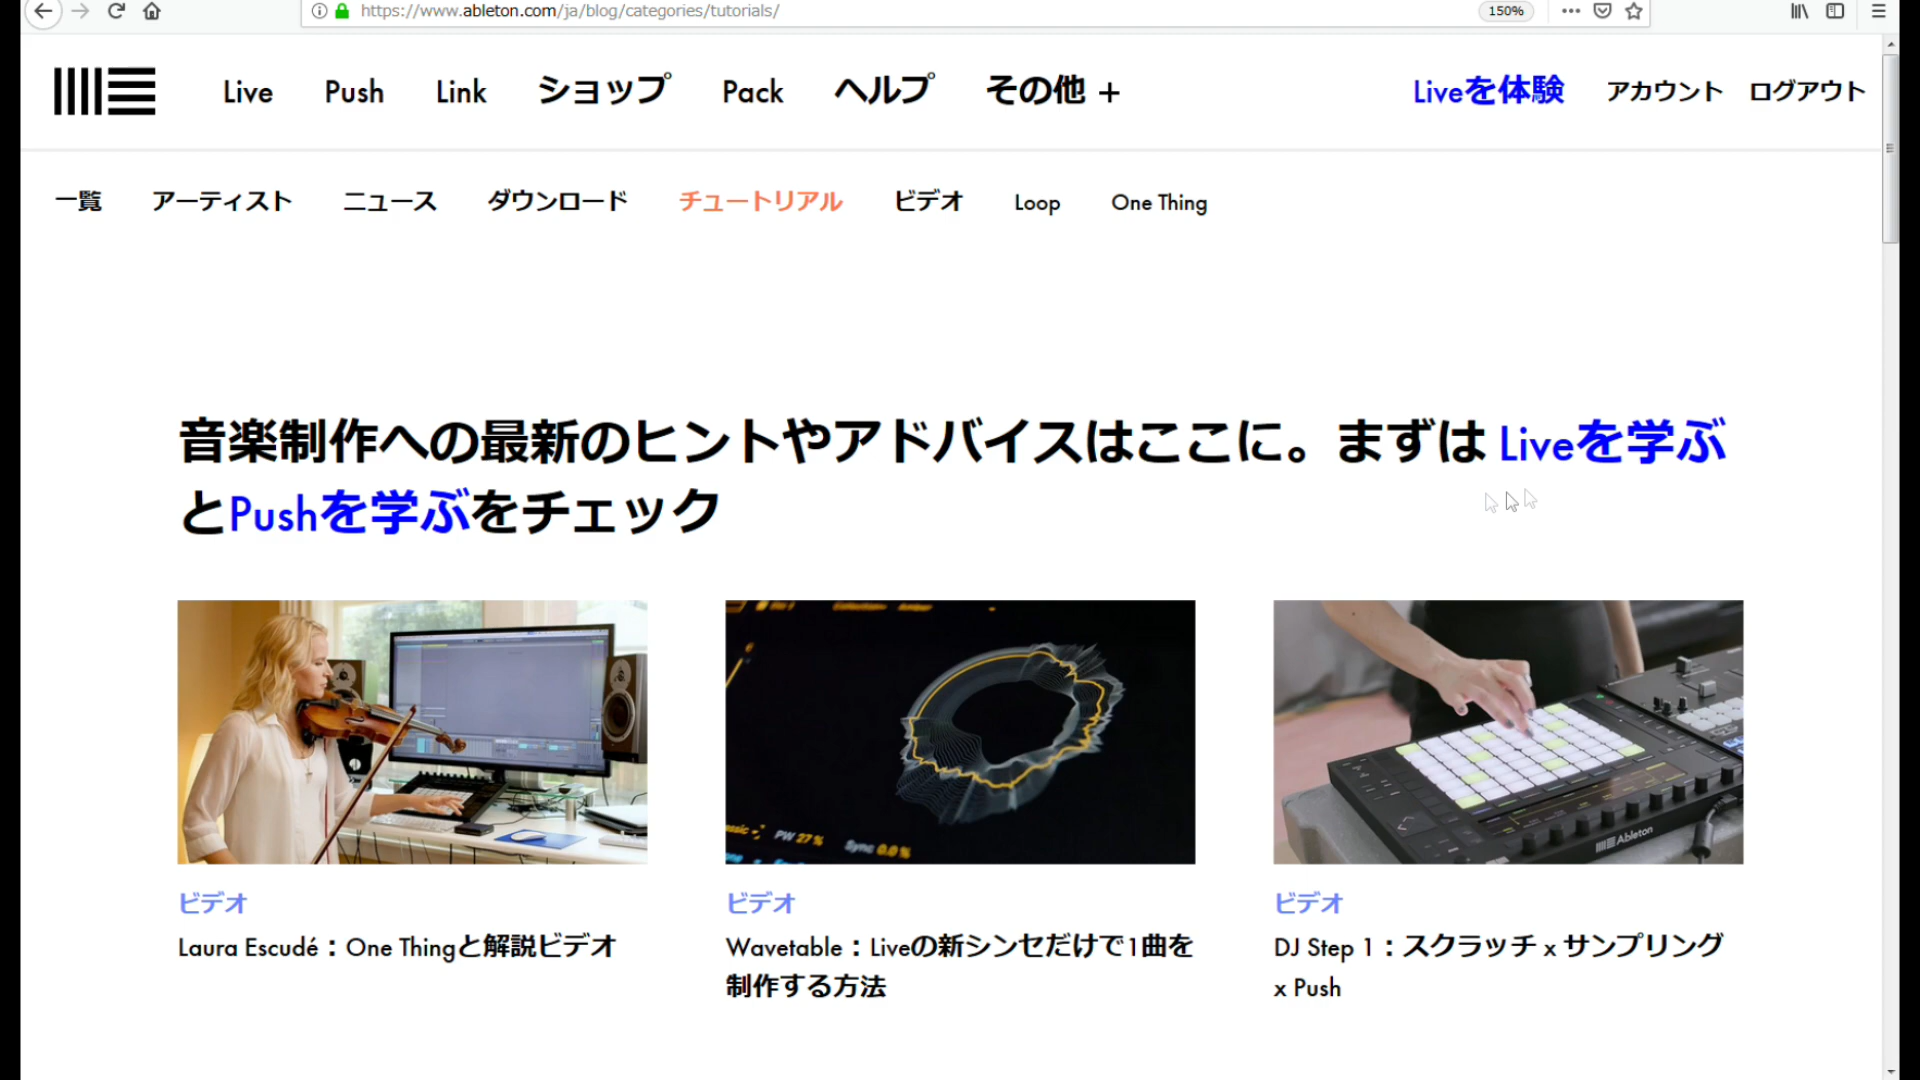 https://www.ableton.com/ja/blog/categories/tutorials/
150%
Live Push Link ショップ Pack ヘルプ その他 +
Liveを体験 アカウント ログアウト
一覧 アーティスト ニュース ダウンロード チュートリアル ビデオ Loop One Thing
音楽制作への最新のヒントやアドバイスはここに。まずは Liveを学ぶ
とPushを学ぶをチェック
PW 27 %
Sync 0.0 %
Ableton
ビデオ
Laura Escudé：One Thingと解説ビデオ
ビデオ
Wavetable：Liveの新シンセだけで1曲を
制作する方法
ビデオ
DJ Step 1：スクラッチ x サンプリング
x Push